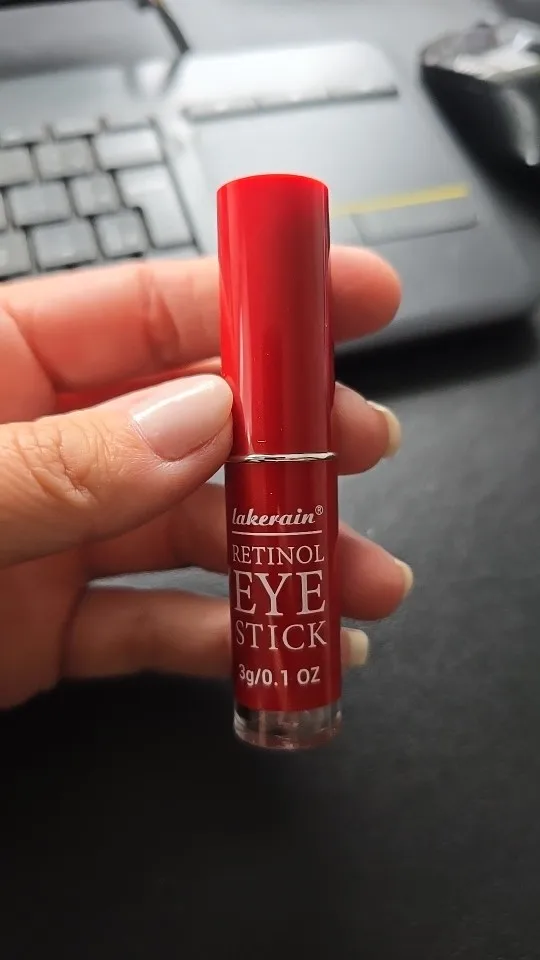 lakerain®
RETINOL
EYE
STICK
3g/0.1 OZ